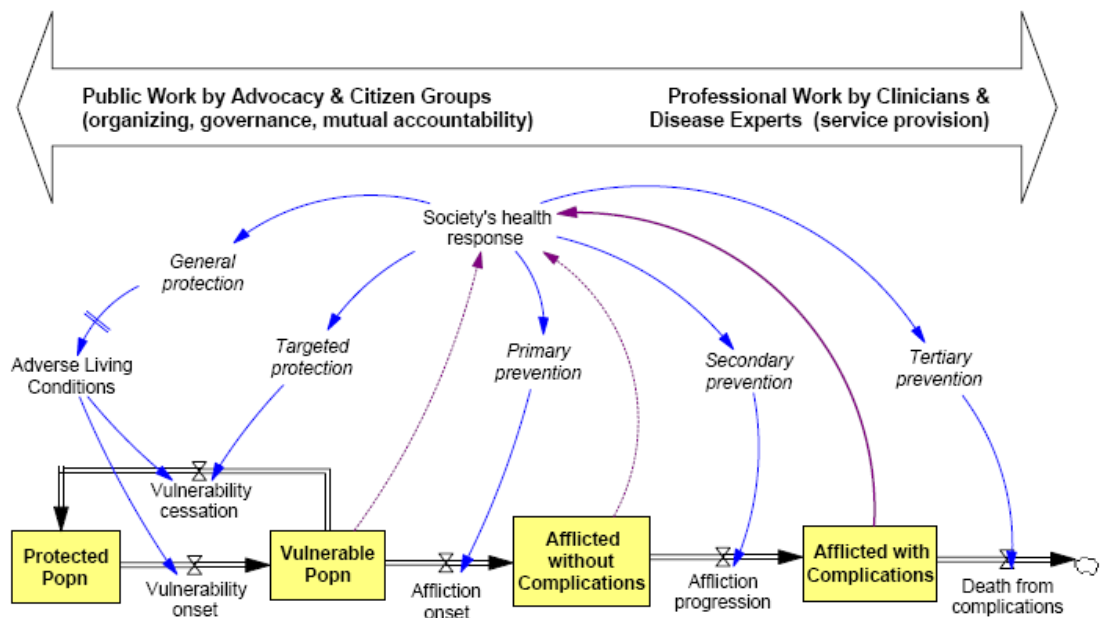 Public Work by Advocacy & Citizen Groups
(organizing, governance, mutual accountability)
Professional Work by Clinicians &
Disease Experts (service provision)
Society's health
response
General
protection
Targeted
protection
Primary
prevention
Secondary
prevention
Tertiary
prevention
Adverse Living
Conditions
Vulnerability
cessation
Protected
Popn
Vulnerability
onset
Vulnerable
Popn
Affliction
onset
Afflicted
without
Complications
Affliction
progression
Afflicted with
Complications
Death from
complications